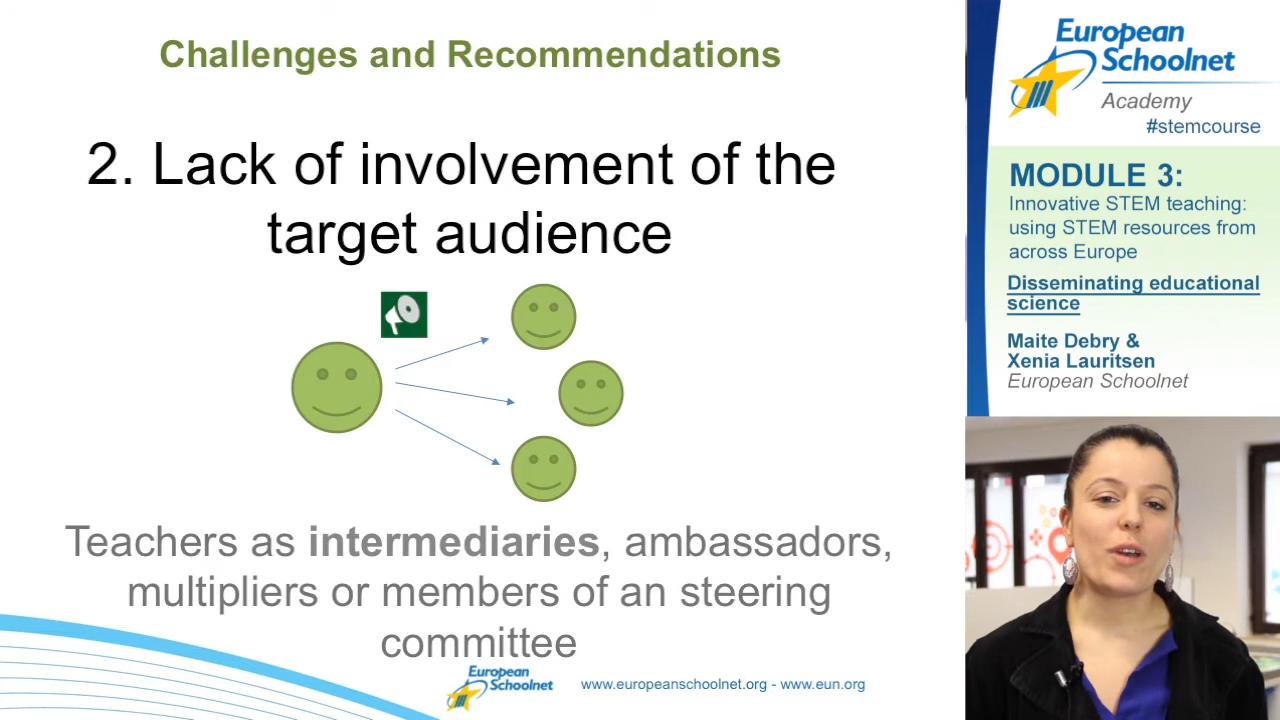 Challenges and Recommendations
2. Lack of involvement of the
target audience
Teachers as intermediaries, ambassadors,
multipliers or members of an steering
committee
European
Schoolnet
www.europeanschoolnet.org - www.eun.org
European
Schoolnet
Academy
#stemcourse
MODULE 3:
Innovative STEM teaching:
using STEM resources from
across Europe
Disseminating educational
science
Maite Debry &
Xenia Lauritsen
European Schoolnet